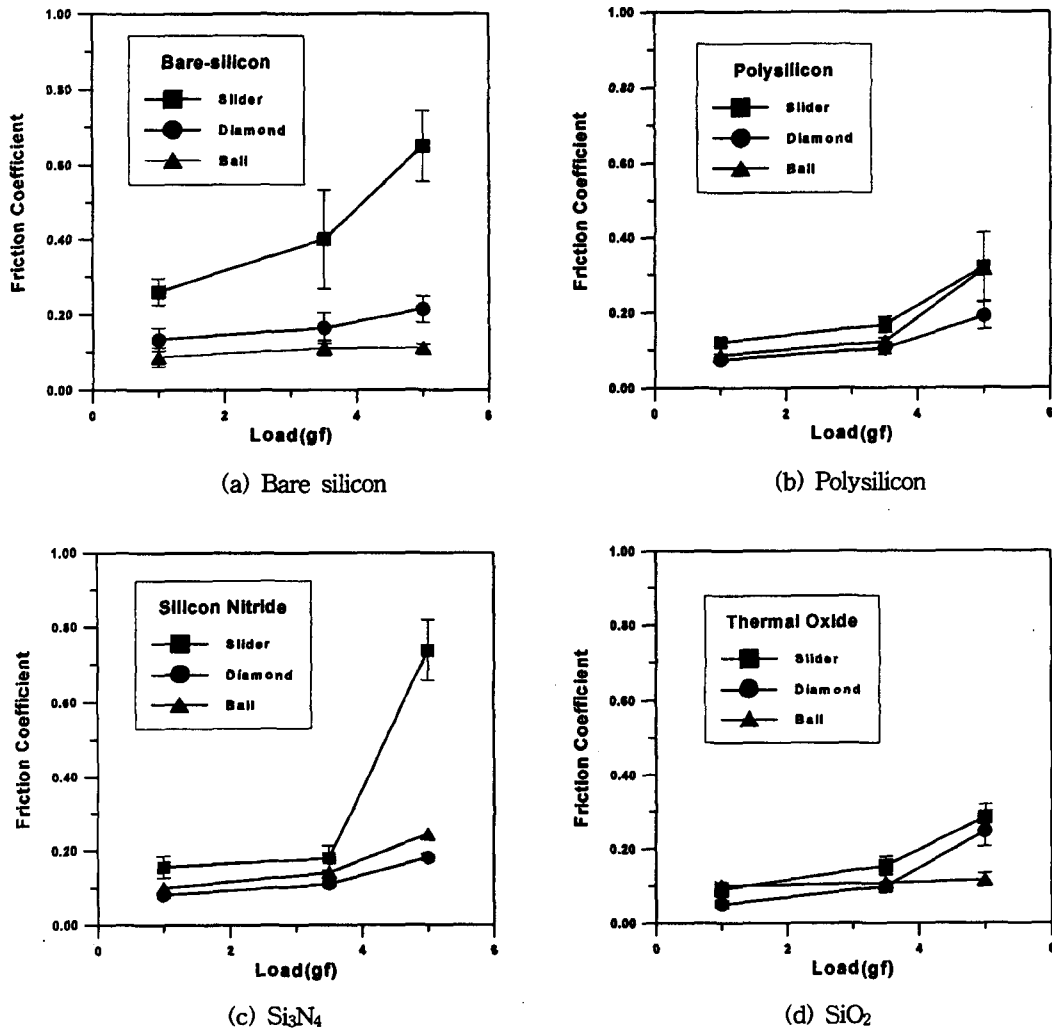 1.00
0.80
0.60
0.40
0.20
0.00
Friction Coefficient
Bare-silicon
Slider
Diamond
Ball
0 2 4 6
Load(gf)
(a) Bare silicon
1.00
0.80
0.60
0.40
0.20
0.00
Friction Coefficient
Polysilicon
Slider
Diamond
Ball
0 2 4 6
Load(gf)
(b) Polysilicon
1.00
0.80
0.60
0.40
0.20
0.00
Friction Coefficient
Silicon Nitride
Slider
Diamond
Ball
0 2 4 6
Load(gf)
(c) Si₃N₄
1.00
0.80
0.60
0.40
0.20
0.00
Friction Coefficient
Thermal Oxide
Slider
Diamond
Ball
0 2 4 6
Load(gf)
(d) SiO₂